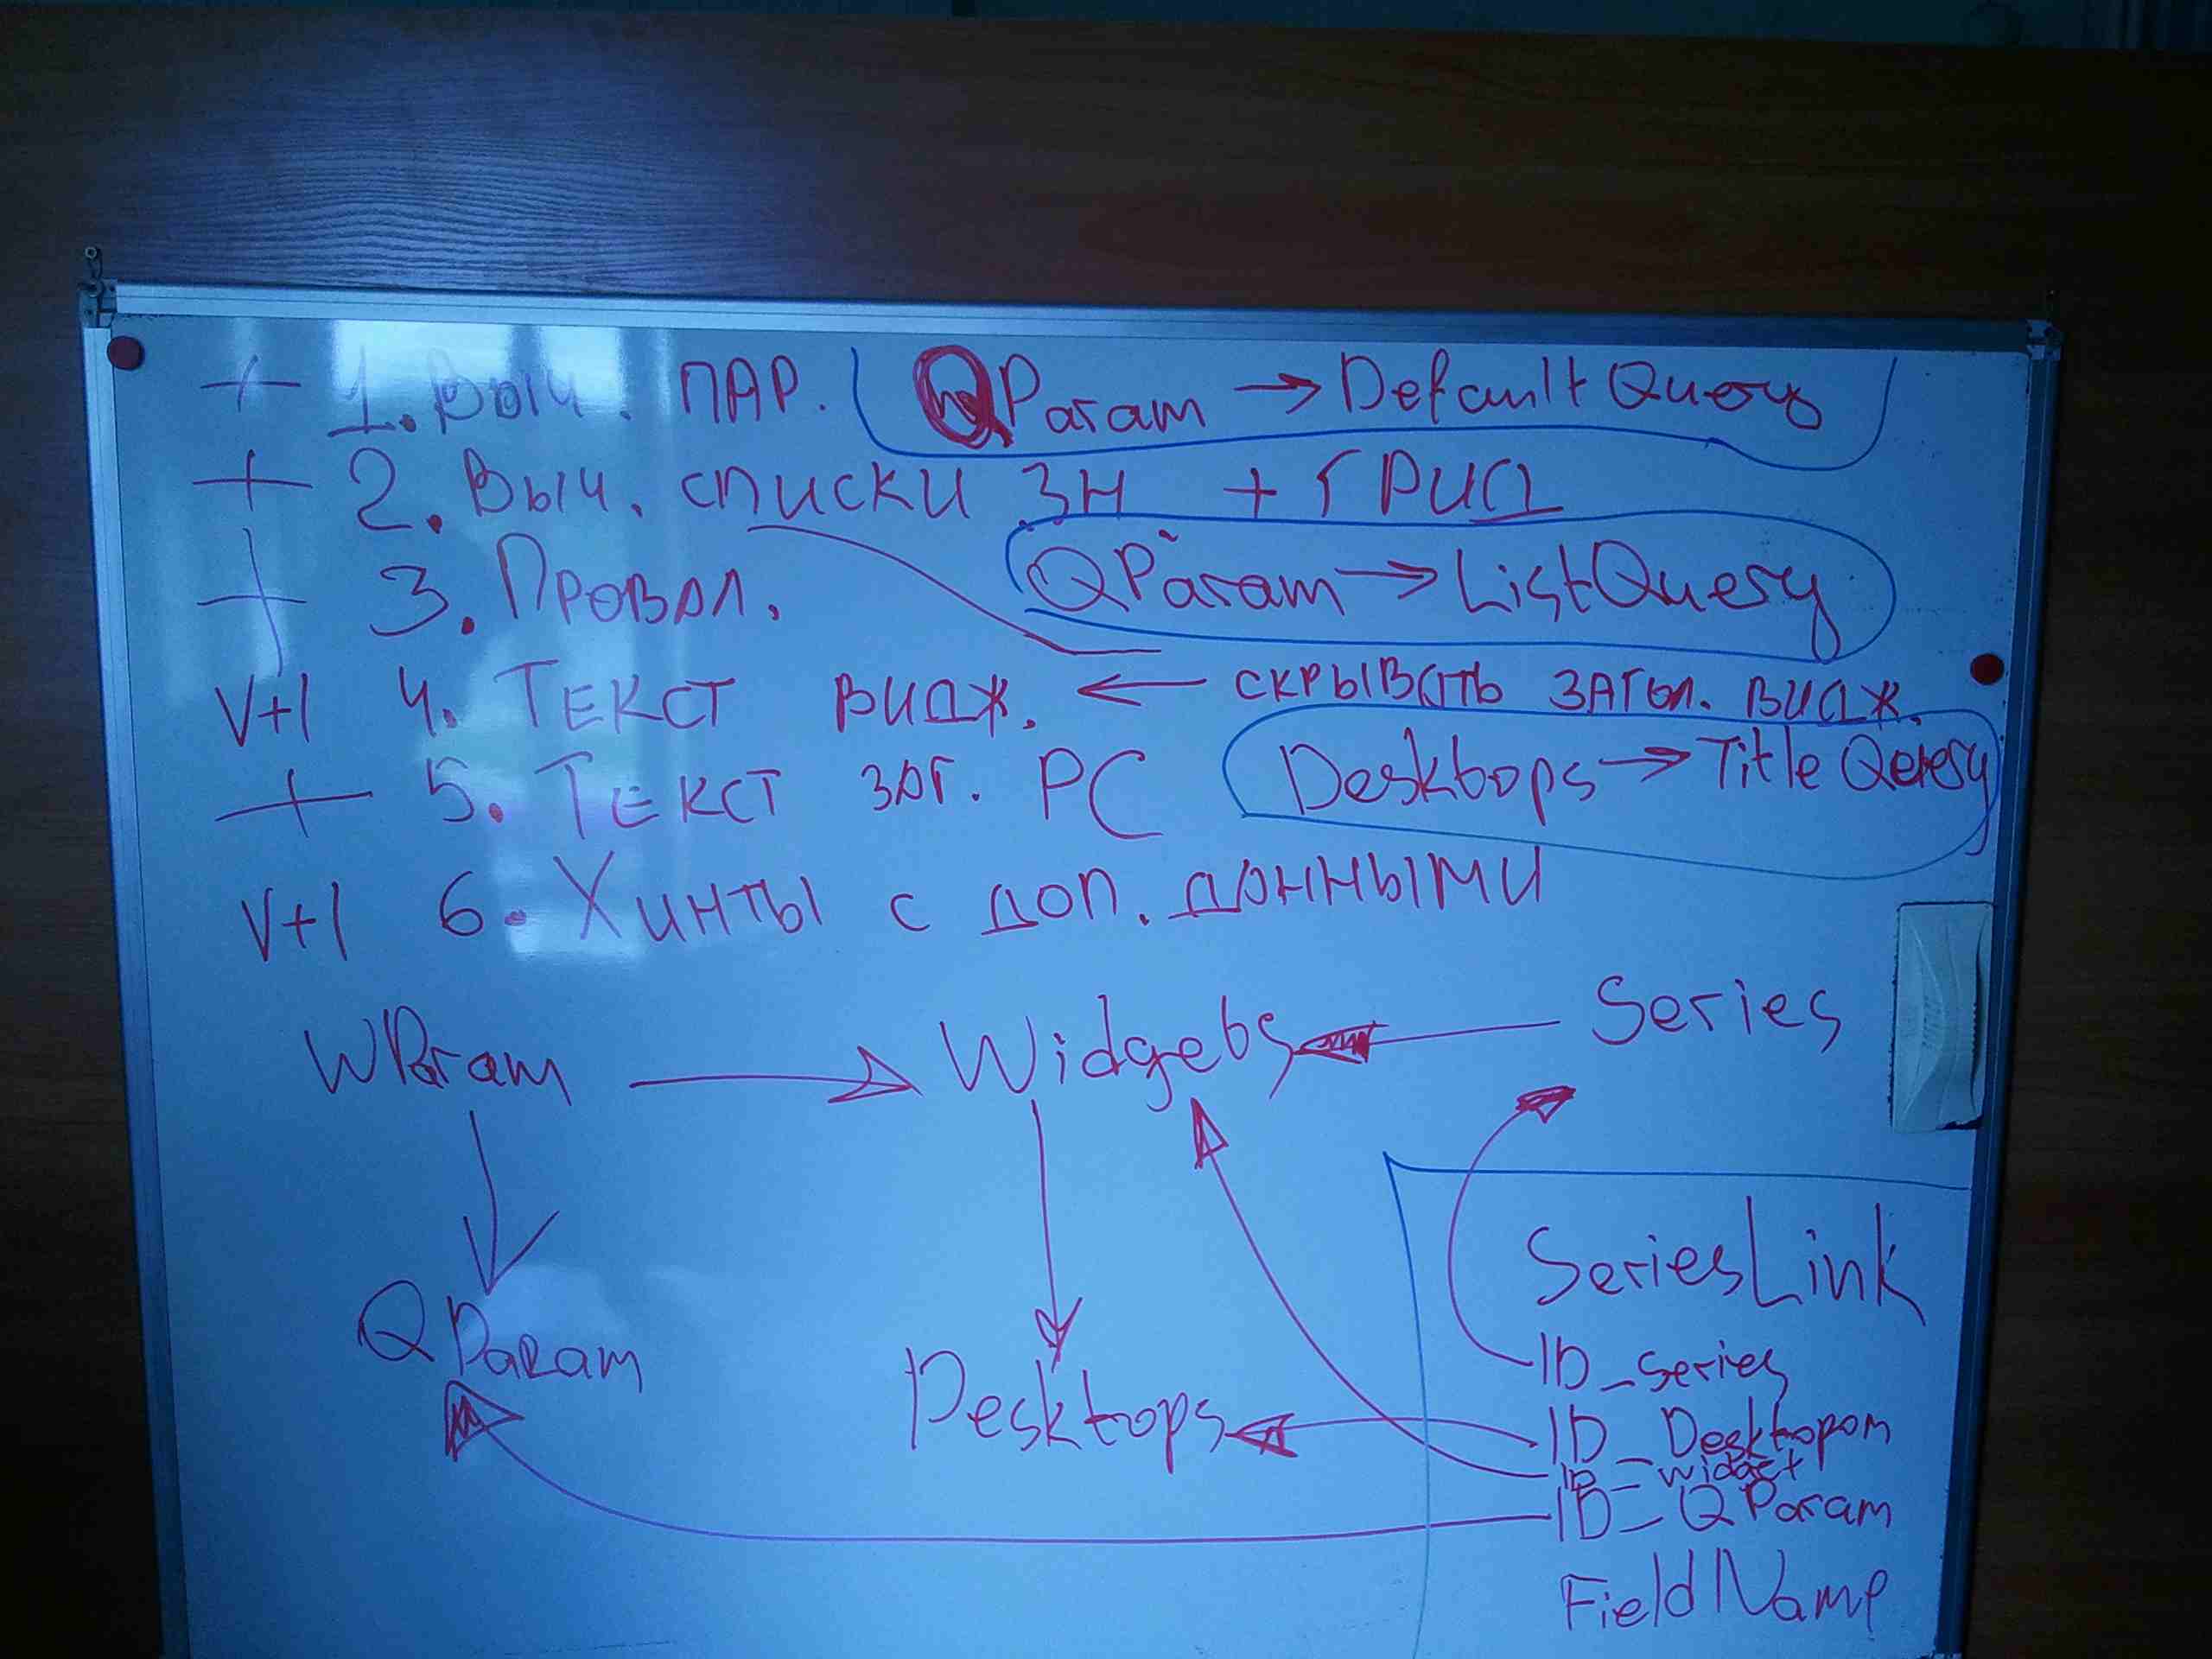 + 1. Выч. ПАР. QParam → DefaultQuery
+ 2. Выч. списки зн + ГРИД
QParam → ListQuery
+ 3. Провал.
V+1 4. Текст видж. ← скрывать загол. видж.
+ 5. Текст заг. РС Desktops → Title Qeresy
V+1 6. Хинты с доп. данными
WParam → Widgets ← Series
SeriesLink
QParam
Desktops
ID_Series
ID_Desktopom
ID_widget
ID_QParam
FieldName